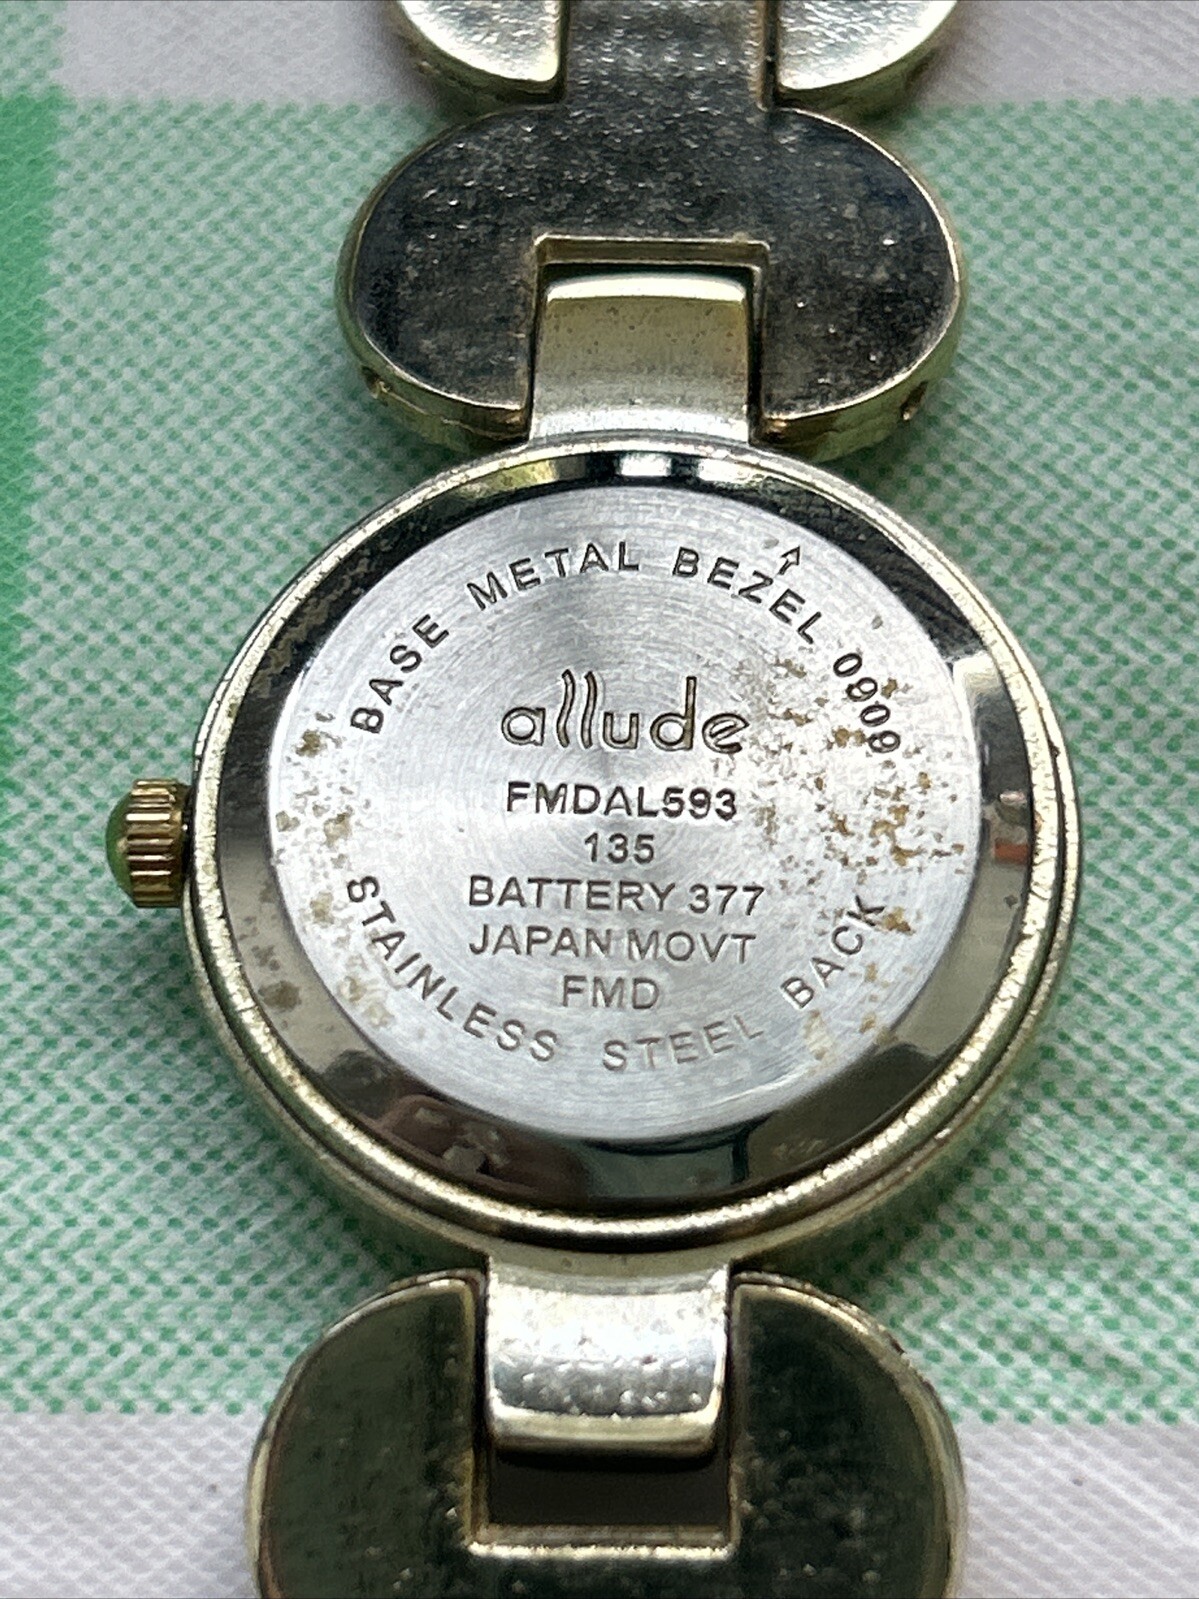 BASE METAL BEZEL 0909
allude
FMDAL593
135
BATTERY 377
JAPAN MOVT
FMD
STAINLESS STEEL BACK